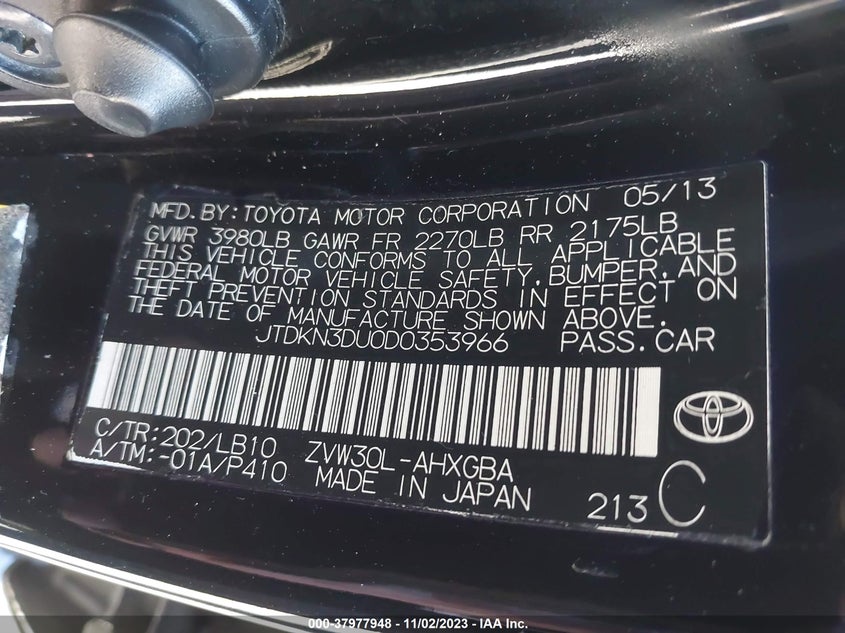 MFD. BY: TOYOTA MOTOR CORPORATION 05/13
GVWR 3980LB GAWR FR 2270LB RR 2175LB
THIS VEHICLE CONFORMS TO ALL APPLICABLE
FEDERAL MOTOR VEHICLE SAFETY, BUMPER, AND
THEFT PREVENTION STANDARDS IN EFFECT ON
THE DATE OF MANUFACTURE SHOWN ABOVE.
JTDKN3DU0D0353966 PASS. CAR
C/TR: 202/LB10 ZVW30L-AHXGBA
A/TM: -01A/P410 MADE IN JAPAN
213 C
000-37977948 - 11/02/2023 - IAA Inc.